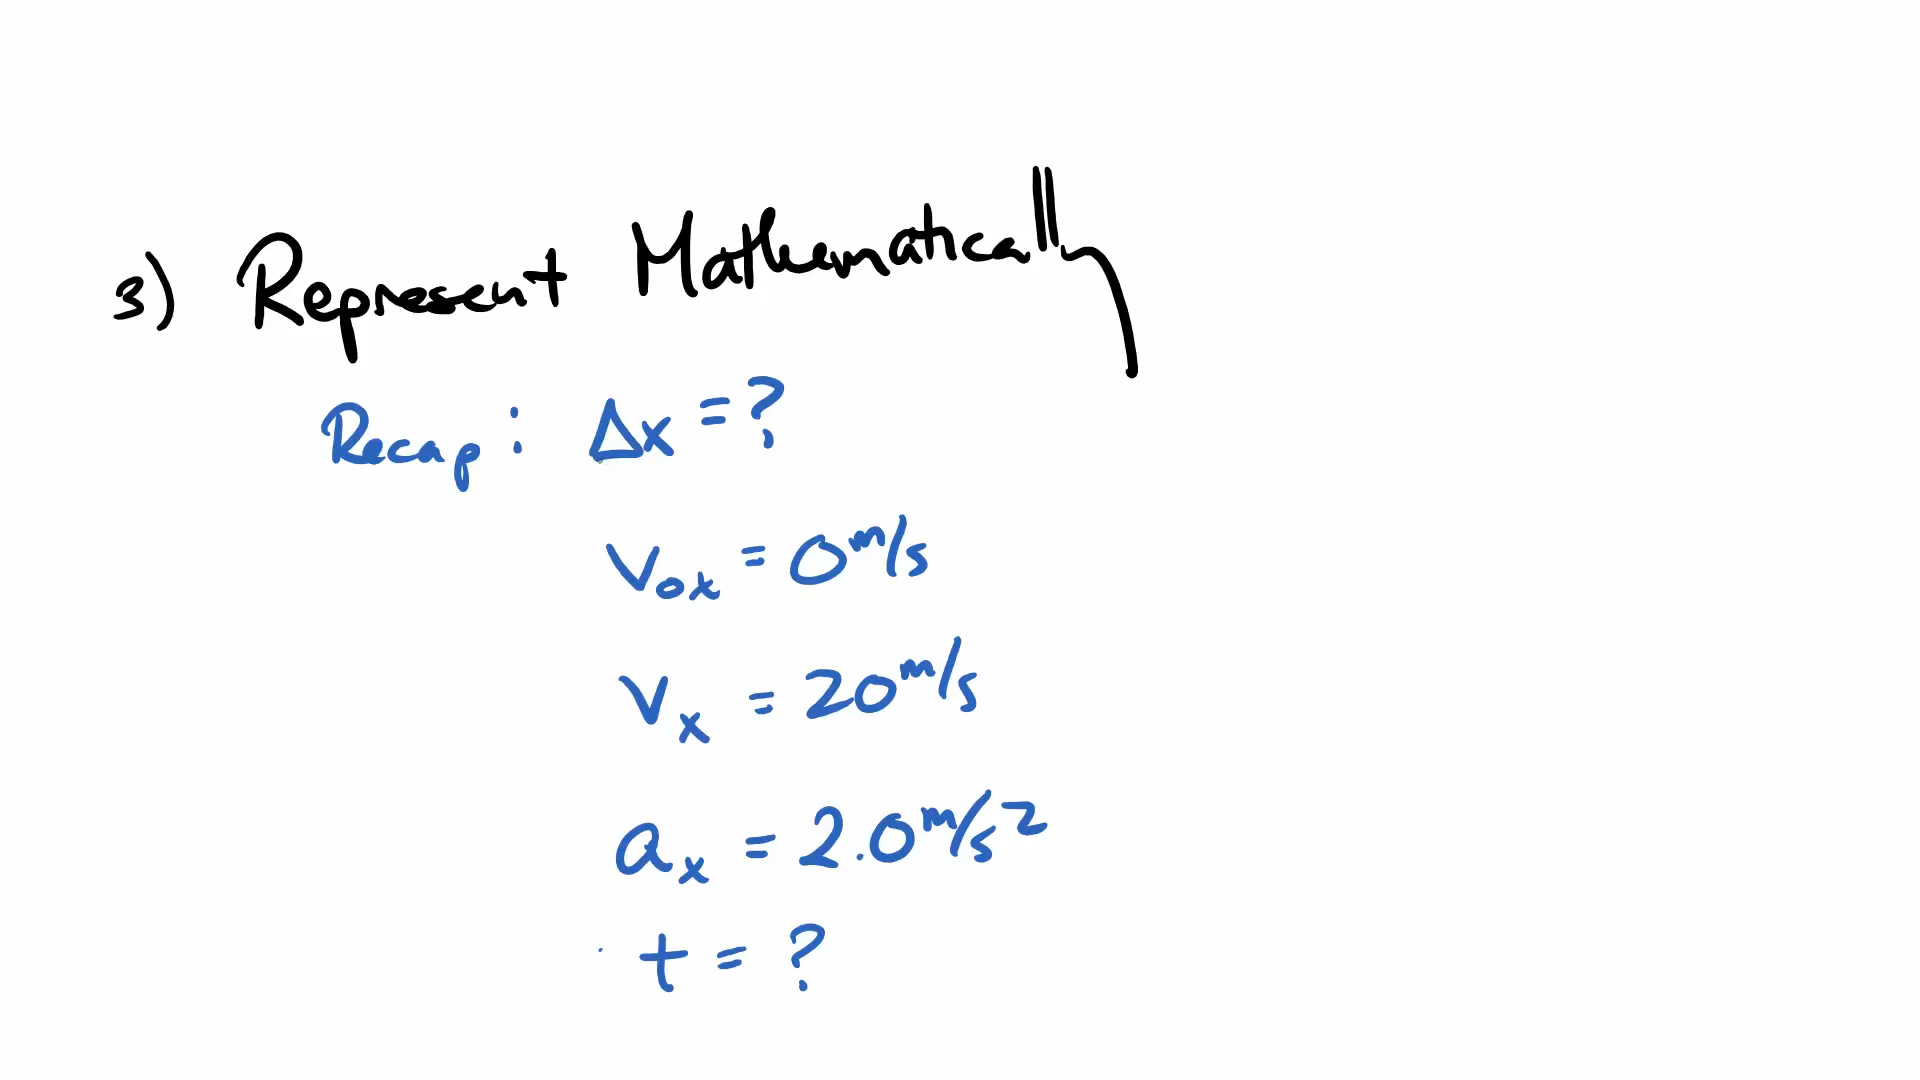 3) Represent Mathematically
Recap: Δx = ?
v₀ₓ = 0 m/s
vₓ = 20 m/s
aₓ = 2.0 m/s²
t = ?